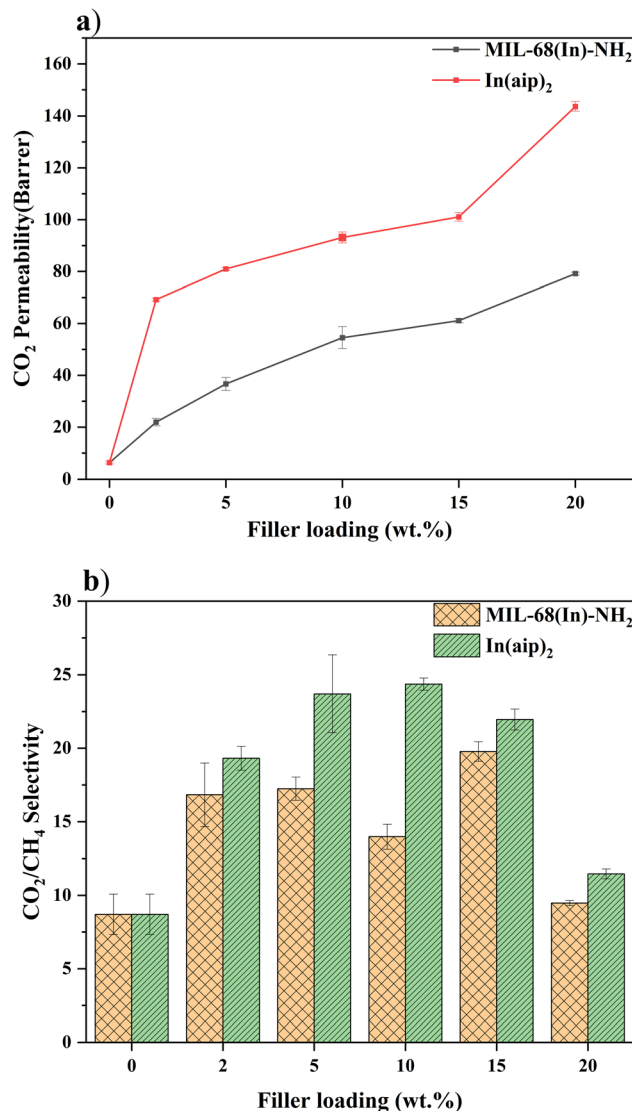 a)
MIL-68(In)-NH₂
In(aip)₂
CO₂ Permeability(Barrer)
160
140
120
100
80
60
40
20
0
0 5 10 15 20
Filler loading (wt.%)
b)
MIL-68(In)-NH₂
In(aip)₂
CO₂/CH₄ Selectivity
30
25
20
15
10
5
0
0 2 5 10 15 20
Filler loading (wt.%)